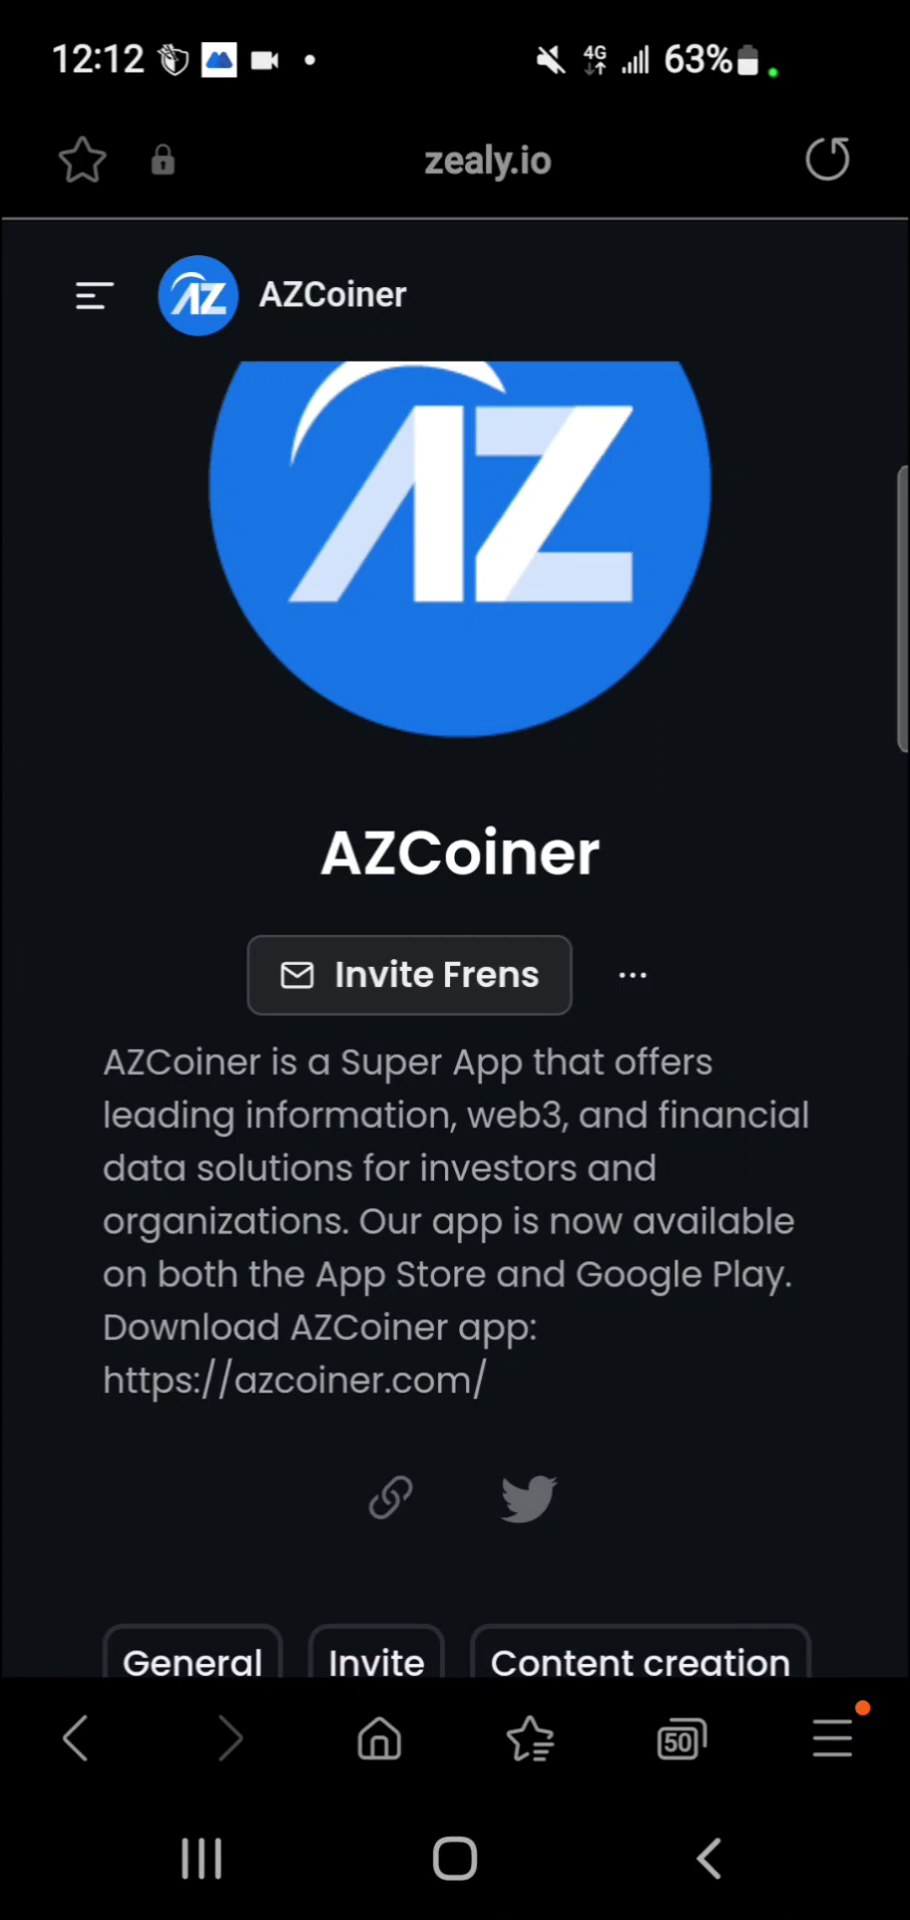 12:12 4G 63%
zealy.io
AZ AZCoiner
AZ
AZCoiner
Invite Frens ...
AZCoiner is a Super App that offers
leading information, web3, and financial
data solutions for investors and
organizations. Our app is now available
on both the App Store and Google Play.
Download AZCoiner app:
https://azcoiner.com/
General Invite Content creation
50